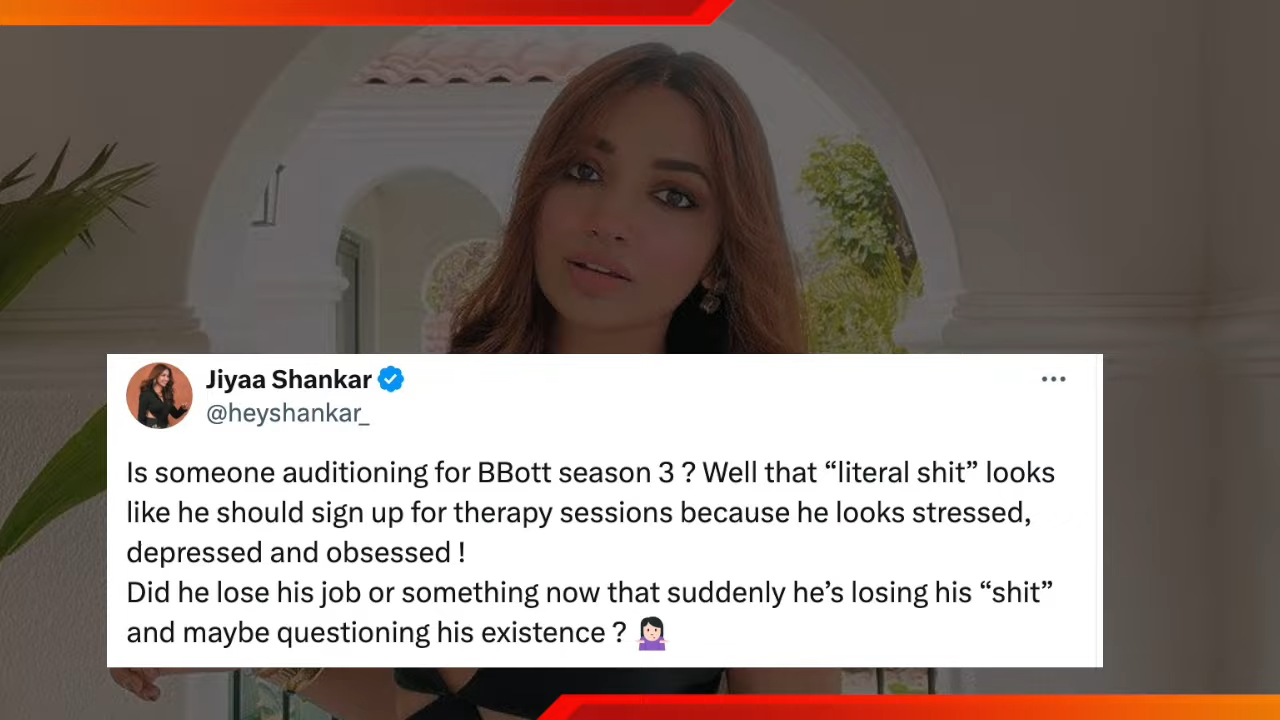 Jiyaa Shankar
@heyshankar_
Is someone auditioning for BBott season 3 ? Well that “literal shit” looks
like he should sign up for therapy sessions because he looks stressed,
depressed and obsessed !
Did he lose his job or something now that suddenly he’s losing his “shit”
and maybe questioning his existence ? 🤷🏻‍♀️